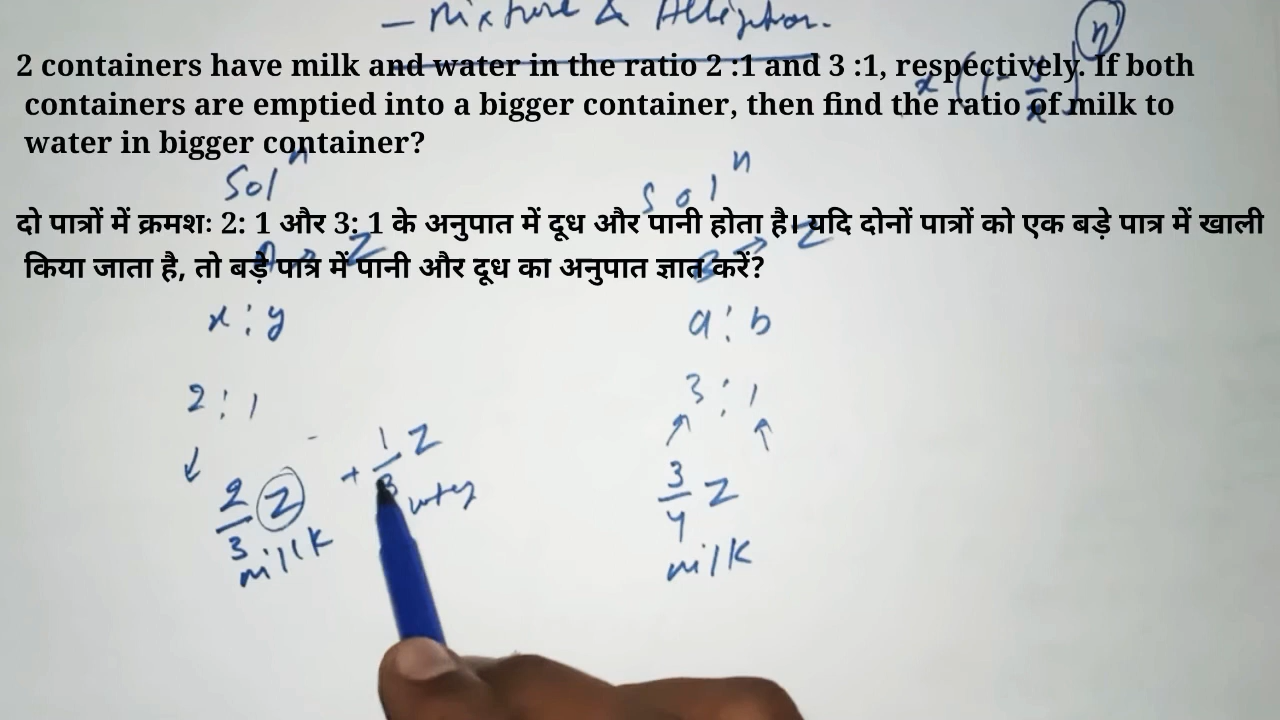 — Mixture & Alligation.
2 containers have milk and water in the ratio 2 :1 and 3 :1, respectively. If both
containers are emptied into a bigger container, then find the ratio of milk to
water in bigger container?
x (1 - y/x)^n
Sol^n Sol^n
दो पात्रों में क्रमशः 2: 1 और 3: 1 के अनुपात में दूध और पानी होता है। यदि दोनों पात्रों को एक बड़े पात्र में खाली
किया जाता है, तो बड़े पात्र में पानी और दूध का अनुपात ज्ञात करें?
A → Z B → Z
x : y a : b
2 : 1 3 : 1
2/3 Z + 1/3 Z 3/4 Z
milk milk